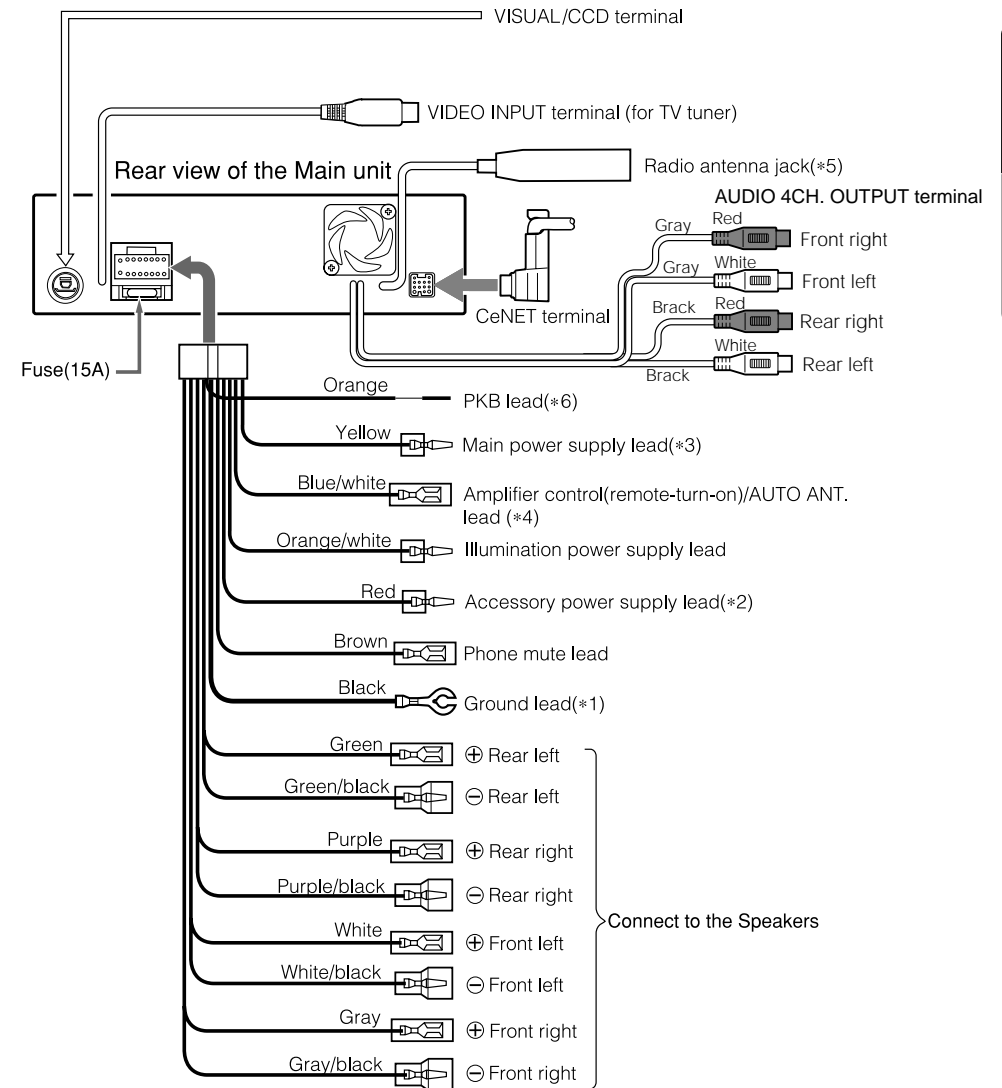 VISUAL/CCD terminal
VIDEO INPUT terminal (for TV tuner)
Rear view of the Main unit
Radio antenna jack(∗5)
AUDIO 4CH. OUTPUT terminal
Gray
Red
Front right
Gray
White
Front left
CeNET terminal
Brack
Red
Rear right
White
Rear left
Brack
Fuse(15A)
Orange
PKB lead(∗6)
Yellow
Main power supply lead(∗3)
Blue/white
Amplifier control(remote-turn-on)/AUTO ANT.
lead (∗4)
Orange/white
Illumination power supply lead
Red
Accessory power supply lead(∗2)
Brown
Phone mute lead
Black
Ground lead(∗1)
Green
⊕ Rear left
Green/black
⊖ Rear left
Purple
⊕ Rear right
Purple/black
⊖ Rear right
Connect to the Speakers
White
⊕ Front left
White/black
⊖ Front left
Gray
⊕ Front right
Gray/black
⊖ Front right